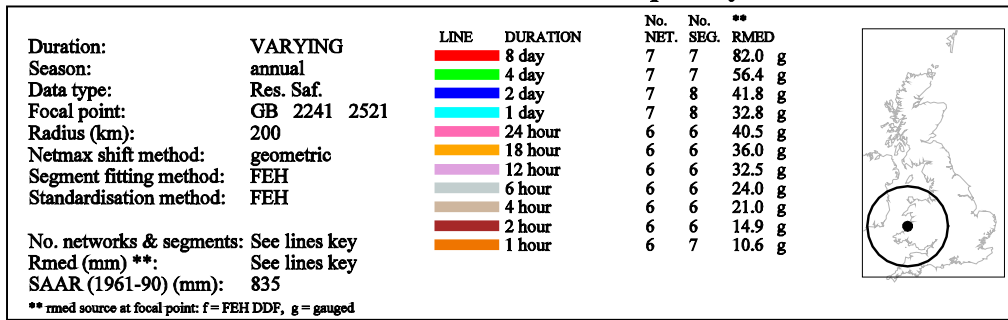 Duration: VARYING
Season: annual
Data type: Res. Saf.
Focal point: GB 2241 2521
Radius (km): 200
Netmax shift method: geometric
Segment fitting method: FEH
Standardisation method: FEH
No. networks & segments: See lines key
Rmed (mm) **: See lines key
SAAR (1961-90) (mm): 835
** rmed source at focal point: f = FEH DDF, g = gauged
No. No. **
LINE DURATION NET. SEG. RMED
8 day 7 7 82.0 g
4 day 7 7 56.4 g
2 day 7 8 41.8 g
1 day 7 8 32.8 g
24 hour 6 6 40.5 g
18 hour 6 6 36.0 g
12 hour 6 6 32.5 g
6 hour 6 6 24.0 g
4 hour 6 6 21.0 g
2 hour 6 6 14.9 g
1 hour 6 7 10.6 g